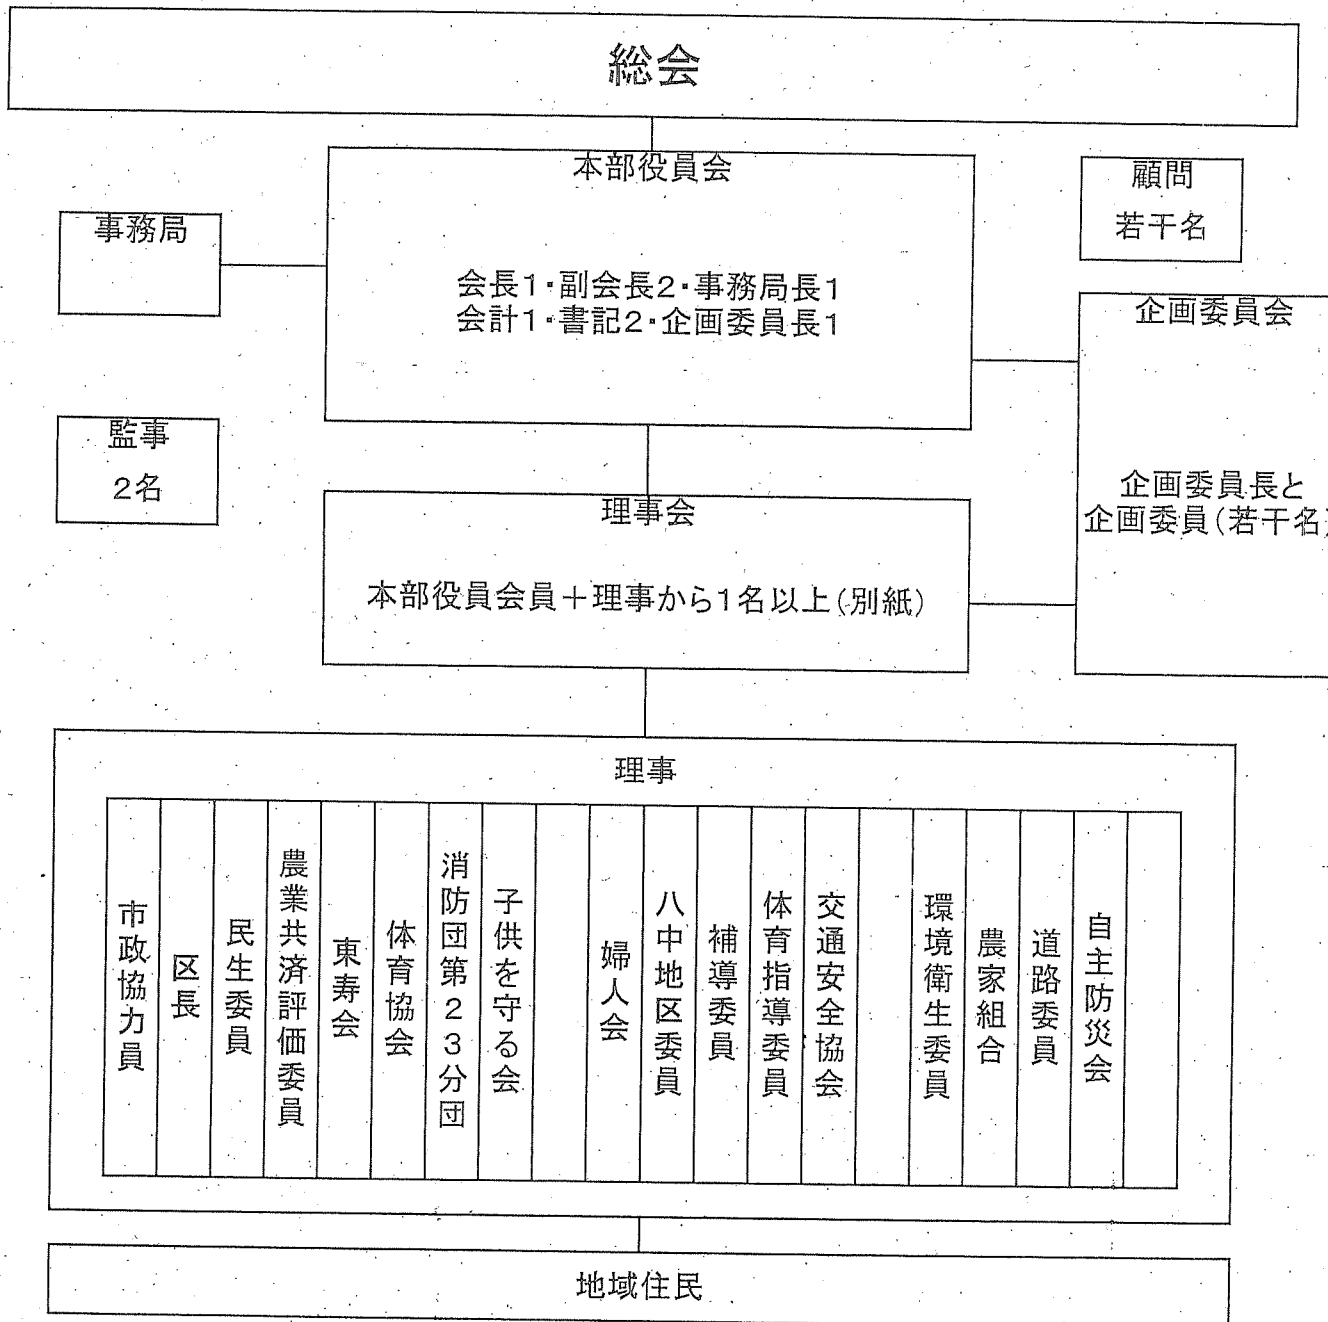 総会
本部役員会
会長1・副会長2・事務局長1
会計1・書記2・企画委員長1
事務局
顧問
若干名
企画委員会
企画委員長と
企画委員(若干名)
監事
2名
理事会
本部役員会員+理事から1名以上(別紙)
理事
市政協力員
区長
民生委員
農業共済評価委員
東寿会
体育協会
消防団第23分団
子供を守る会
婦人会
八中地区委員
補導委員
体育指導委員
交通安全協会
環境衛生委員
農家組合
道路委員
自主防災会
地域住民